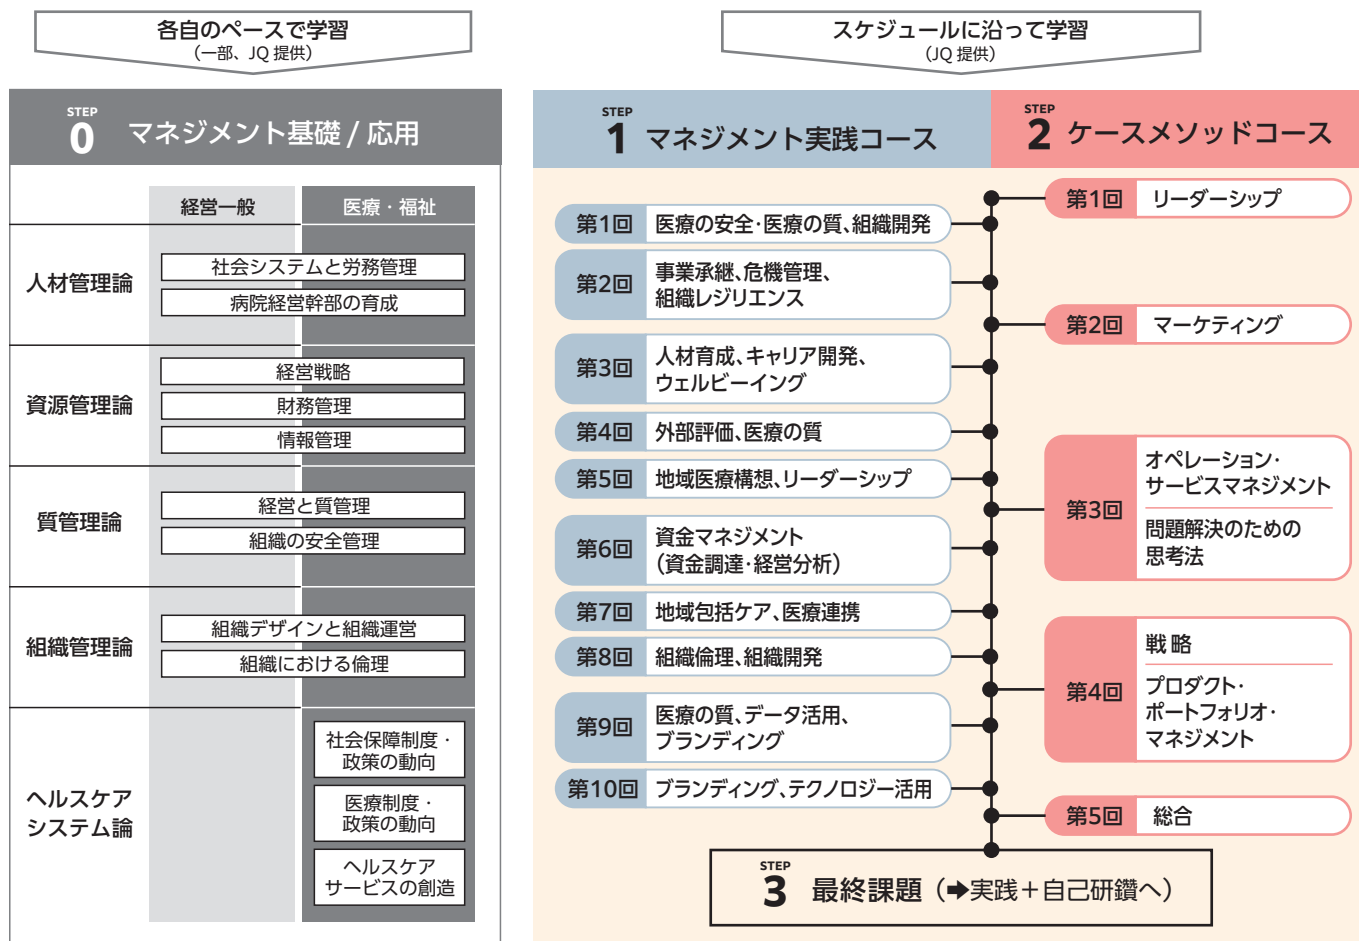 各自のペースで学習
(一部、JQ 提供)
スケジュールに沿って学習
(JQ 提供)
STEP
0 マネジメント基礎 / 応用
経営一般
医療・福祉
人材管理論
社会システムと労務管理
病院経営幹部の育成
資源管理論
経営戦略
財務管理
情報管理
質管理論
経営と質管理
組織の安全管理
組織管理論
組織デザインと組織運営
組織における倫理
ヘルスケア
システム論
社会保障制度・
政策の動向
医療制度・
政策の動向
ヘルスケア
サービスの創造
STEP
1 マネジメント実践コース
第1回 医療の安全・医療の質、組織開発
第2回 事業承継、危機管理、
組織レジリエンス
第3回 人材育成、キャリア開発、
ウェルビーイング
第4回 外部評価、医療の質
第5回 地域医療構想、リーダーシップ
第6回 資金マネジメント
(資金調達・経営分析)
第7回 地域包括ケア、医療連携
第8回 組織倫理、組織開発
第9回 医療の質、データ活用、
ブランディング
第10回 ブランディング、テクノロジー活用
STEP
2 ケースメソッドコース
第1回 リーダーシップ
第2回 マーケティング
第3回 オペレーション・
サービスマネジメント
問題解決のための
思考法
第4回 戦 略
プロダクト・
ポートフォリオ・
マネジメント
第5回 総合
STEP
3 最終課題（➡実践＋自己研鑽へ）